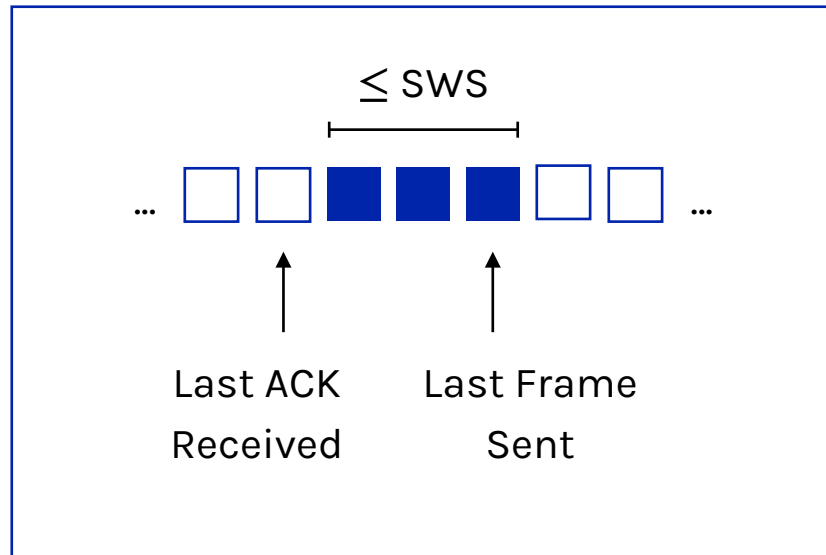 ≤ SWS
... ...
Last ACK Last Frame
Received Sent